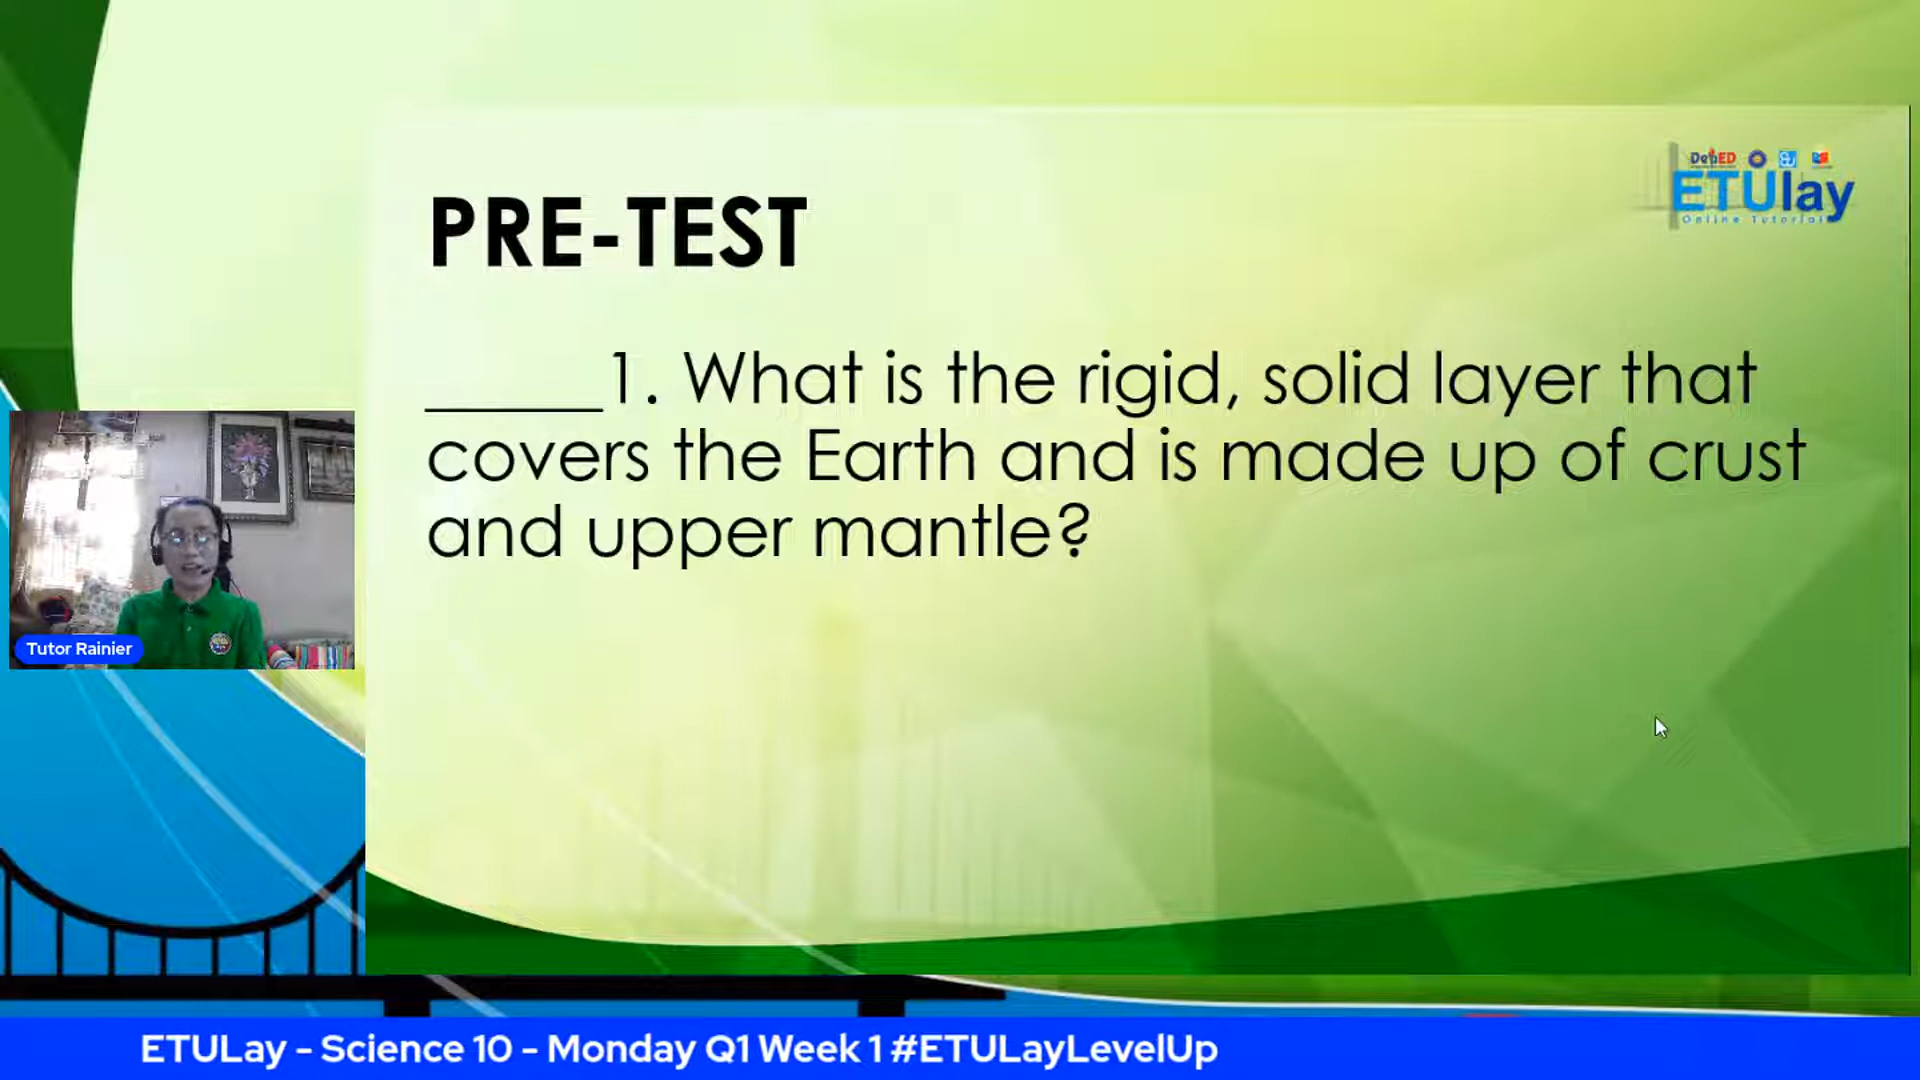 DepED
ETUlay
Online Tutorial
PRE-TEST
_____1. What is the rigid, solid layer that
covers the Earth and is made up of crust
and upper mantle?
Tutor Rainier
ETULay - Science 10 - Monday Q1 Week 1 #ETULayLevelUp